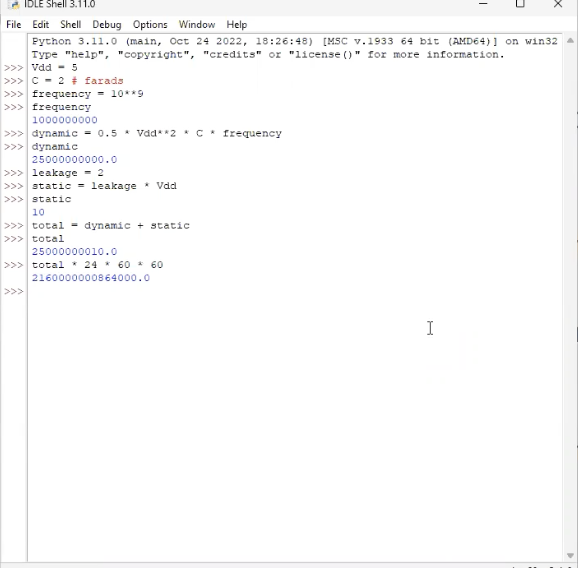 IDLE Shell 3.11.0
File Edit Shell Debug Options Window Help
Python 3.11.0 (main, Oct 24 2022, 18:26:48) [MSC v.1933 64 bit (AMD64)] on win32
Type "help", "copyright", "credits" or "license()" for more information.
>>> Vdd = 5
>>> C = 2 # farads
>>> frequency = 10**9
>>> frequency
1000000000
>>> dynamic = 0.5 * Vdd**2 * C * frequency
>>> dynamic
25000000000.0
>>> leakage = 2
>>> static = leakage * Vdd
>>> static
10
>>> total = dynamic + static
>>> total
25000000010.0
>>> total * 24 * 60 * 60
2160000000864000.0
>>>